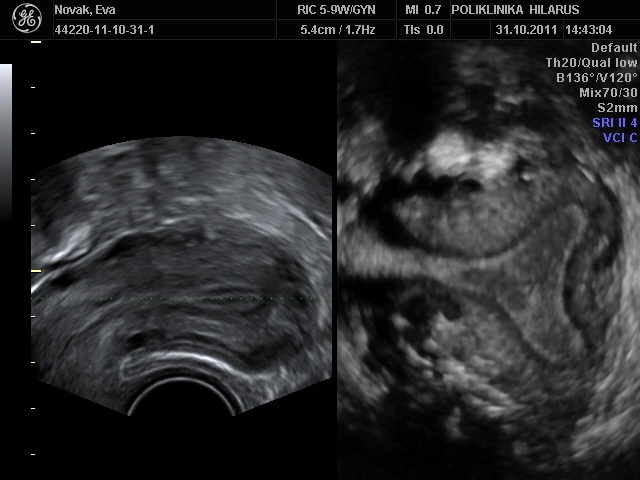 Novak, Eva RIC 5-9W/GYN MI 0.7 POLIKLINIKA HILARUS
44220-11-10-31-1 5.4cm / 1.7Hz TIs 0.0 31.10.2011 14:43:04
Default
Th20/Qual low
B136°/V120°
Mix70/30
S2mm
SRI II 4
VCI C